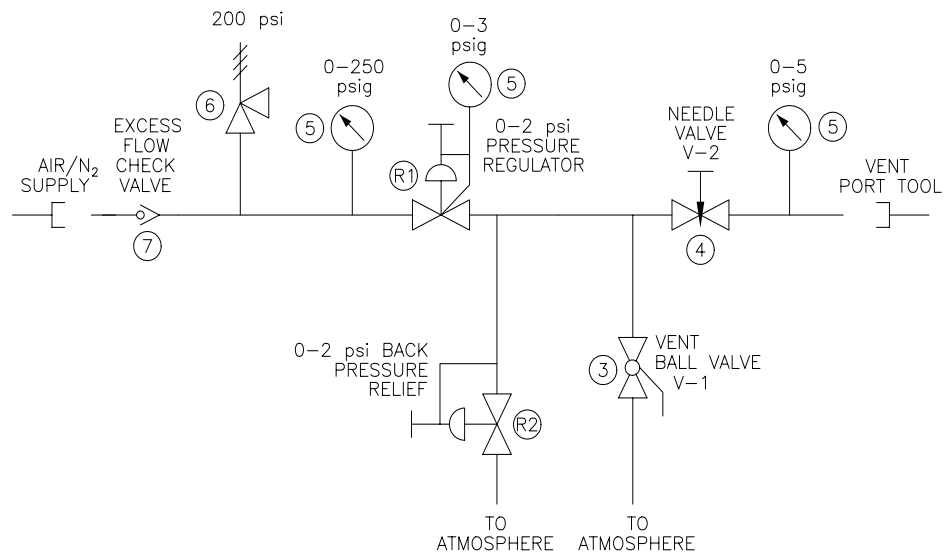 200 psi
6
0-250
psig
5
0-3
psig
5
0-2 psi
PRESSURE
REGULATOR
R1
NEEDLE
VALVE
V-2
4
0-5
psig
5
EXCESS
FLOW
CHECK
VALVE
7
AIR/N2
SUPPLY
VENT
PORT TOOL
0-2 psi BACK
PRESSURE
RELIEF
R2
3
VENT
BALL VALVE
V-1
TO
ATMOSPHERE
TO
ATMOSPHERE